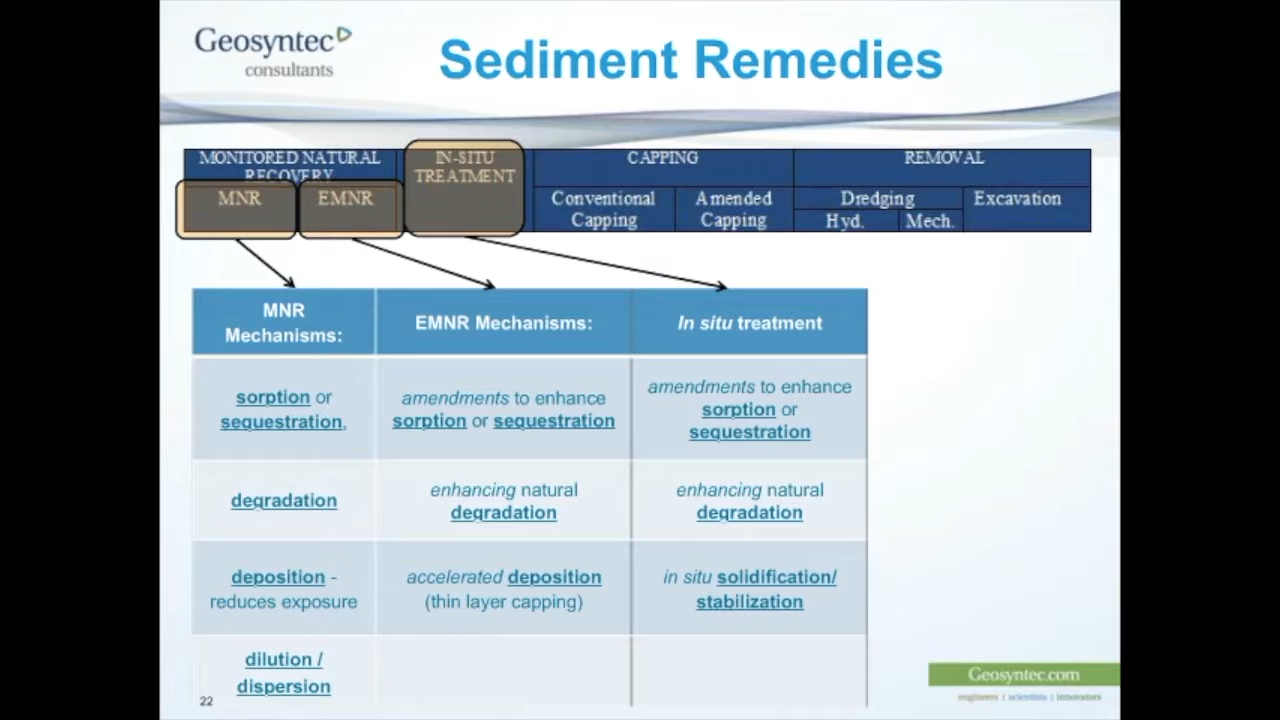 Geosyntec
consultants
Sediment Remedies
MONITORED NATURAL
RECOVERY
IN-SITU
TREATMENT
CAPPING
REMOVAL
MNR
EMNR
Conventional
Capping
Amended
Capping
Dredging
Excavation
Hyd.
Mech.
MNR
Mechanisms:
EMNR Mechanisms:
In situ treatment
sorption or
sequestration,
amendments to enhance
sorption or sequestration
amendments to enhance
sorption or
sequestration
degradation
enhancing natural
degradation
enhancing natural
degradation
deposition -
reduces exposure
accelerated deposition
(thin layer capping)
in situ solidification/
stabilization
dilution /
dispersion
22
Geosyntec.com
engineers | scientists | innovators